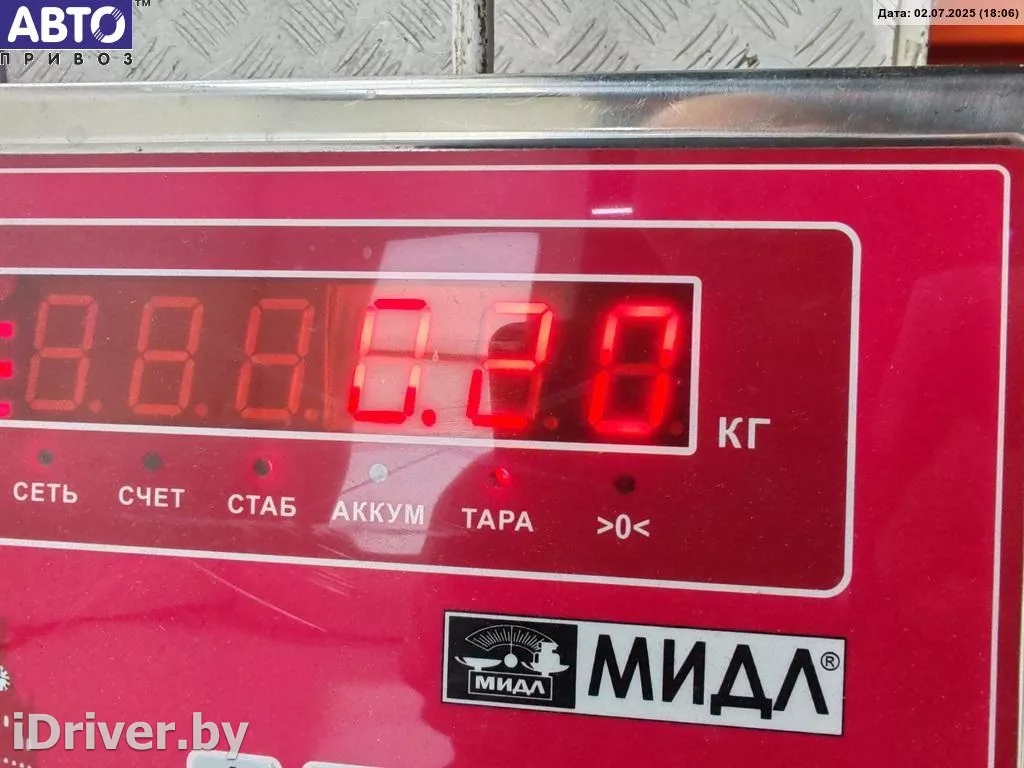 АВТО™
ПРИВОЗ
Дата: 02.07.2025 (18:06)
0.20
КГ
СЕТЬ СЧЕТ СТАБ АККУМ ТАРА >0<
МИДЛ МИДЛ®
iDriver.by